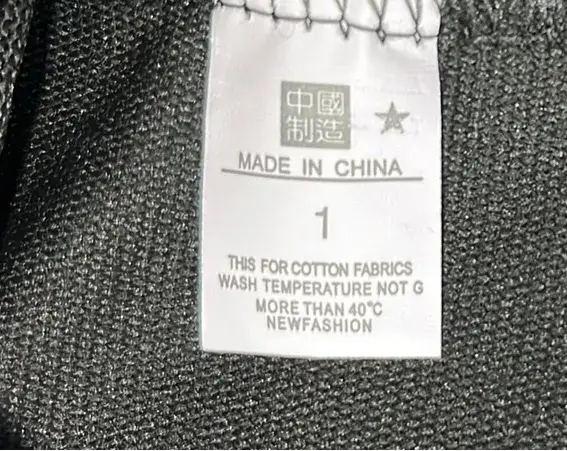 中國
制造
MADE IN CHINA
1
THIS FOR COTTON FABRICS
WASH TEMPERATURE NOT G
MORE THAN 40℃
NEWFASHION